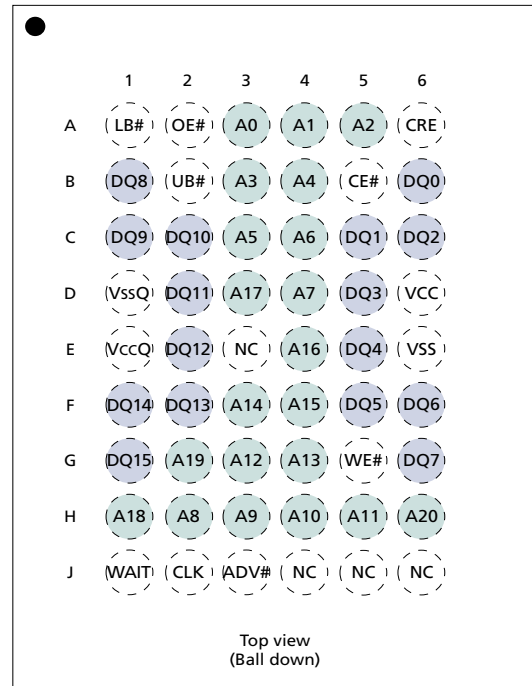 1 2 3 4 5 6
A LB# OE# A0 A1 A2 CRE
B DQ8 UB# A3 A4 CE# DQ0
C DQ9 DQ10 A5 A6 DQ1 DQ2
D VssQ DQ11 A17 A7 DQ3 VCC
E VccQ DQ12 NC A16 DQ4 VSS
F DQ14 DQ13 A14 A15 DQ5 DQ6
G DQ15 A19 A12 A13 WE# DQ7
H A18 A8 A9 A10 A11 A20
J WAIT CLK ADV# NC NC NC
Top view
(Ball down)